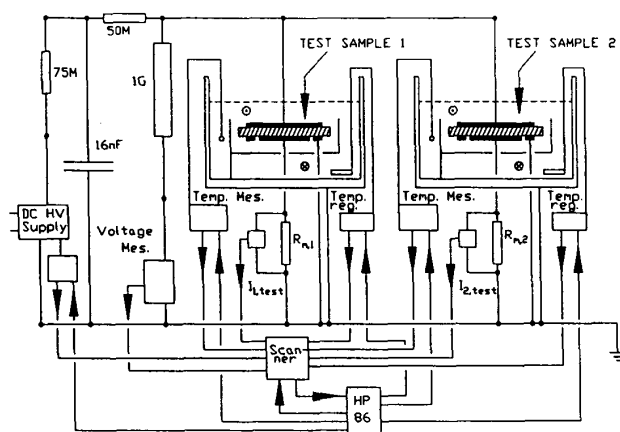 50M
TEST SAMPLE 1
TEST SAMPLE 2
75M
1G
16nF
DC HV
Supply
Voltage
Mes.
Temp. Mes.
Temp.
reg.
Temp. Mes.
Temp.
reg.
Rm1
Rm2
I1,test
I2,test
Scan-
ner
HP
86